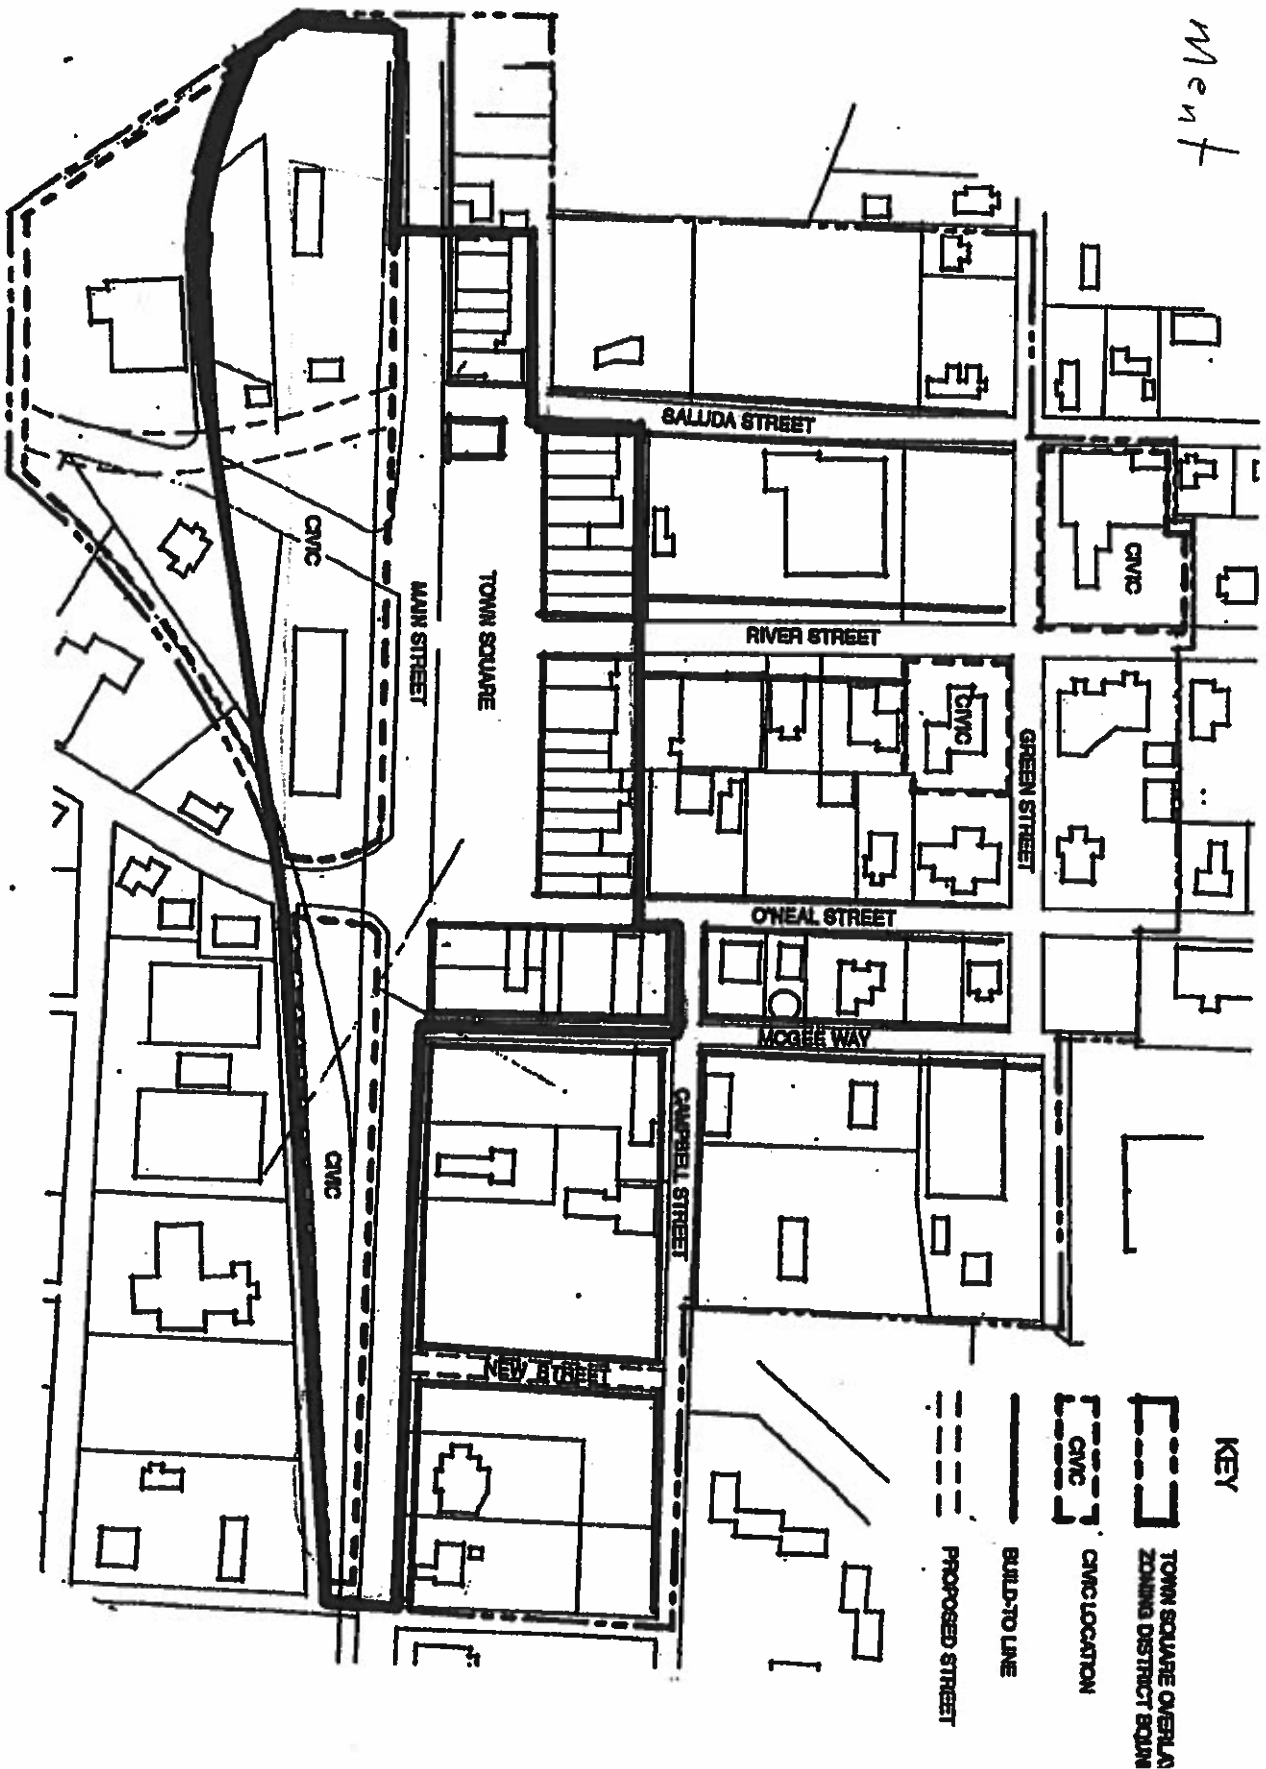 Ment
SALUDA STREET
CIVIC
CIVIC
RIVER STREET
MAIN STREET
TOWN SQUARE
CIVIC
GREEN STREET
O'NEAL STREET
MCGEE WAY
CAMPBELL STREET
CIVIC
NEW STREET
KEY
TOWN SQUARE OVERLAY
ZONING DISTRICT BOUN
CIVIC
CIVIC LOCATION
BUILD-TO LINE
PROPOSED STREET